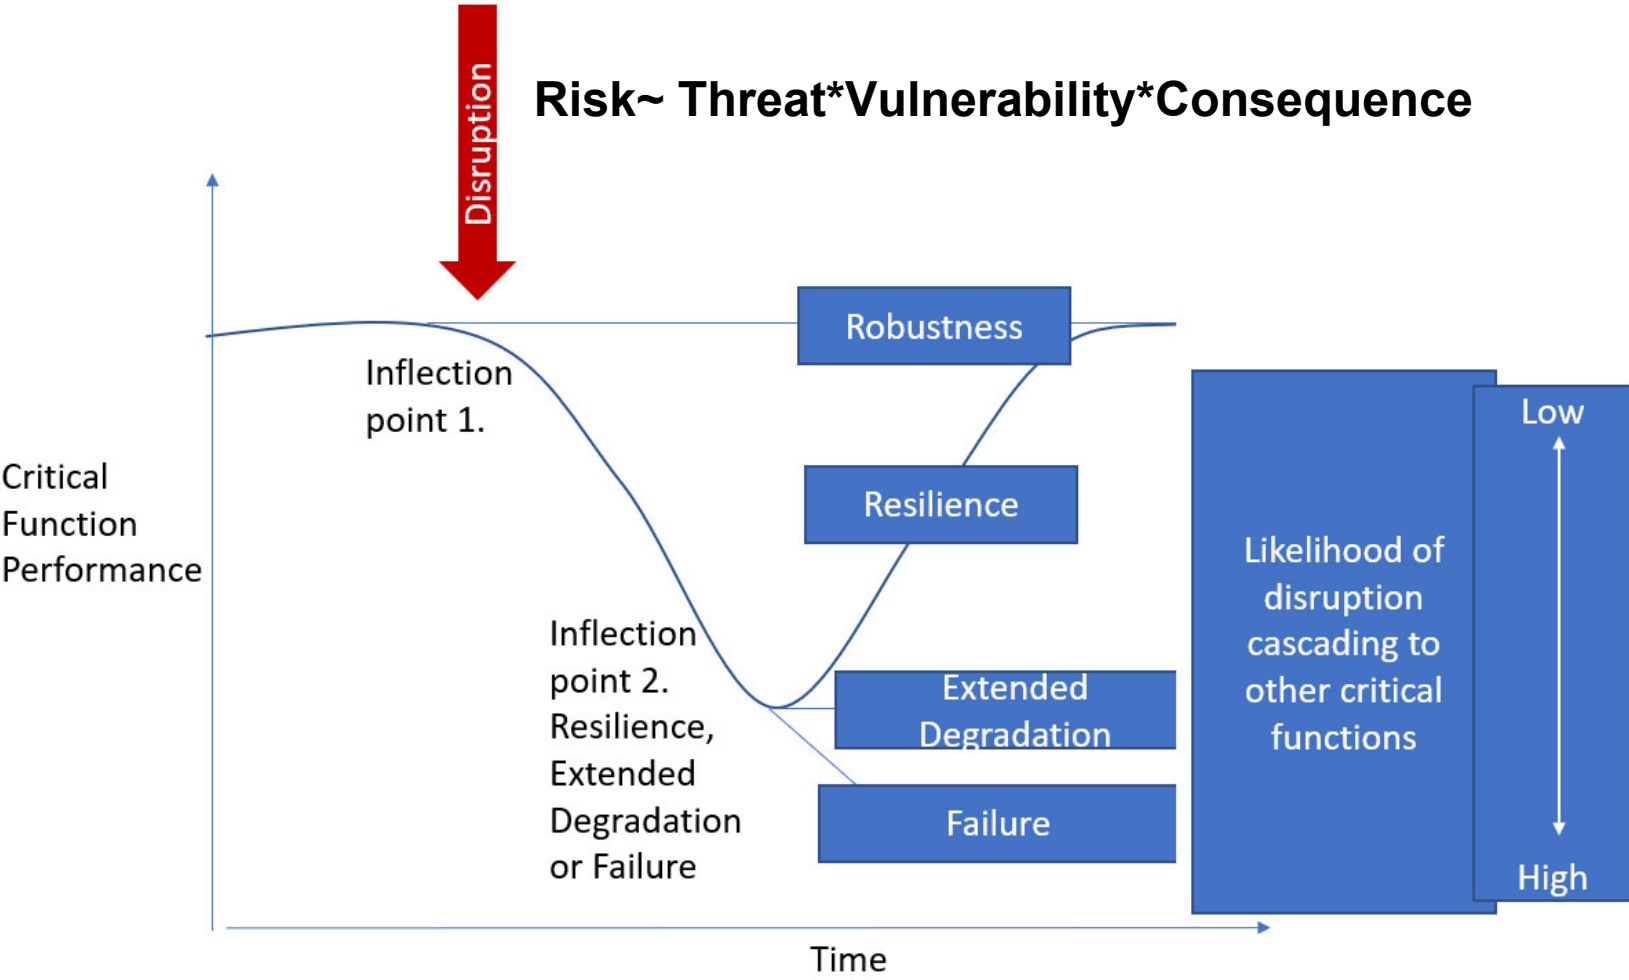 Disruption
Risk~ Threat*Vulnerability*Consequence
Robustness
Inflection
point 1.
Low
Critical
Function
Performance
Resilience
Likelihood of
disruption
cascading to
other critical
functions
Inflection
point 2.
Resilience,
Extended
Degradation
or Failure
Extended
Degradation
Failure
High
Time